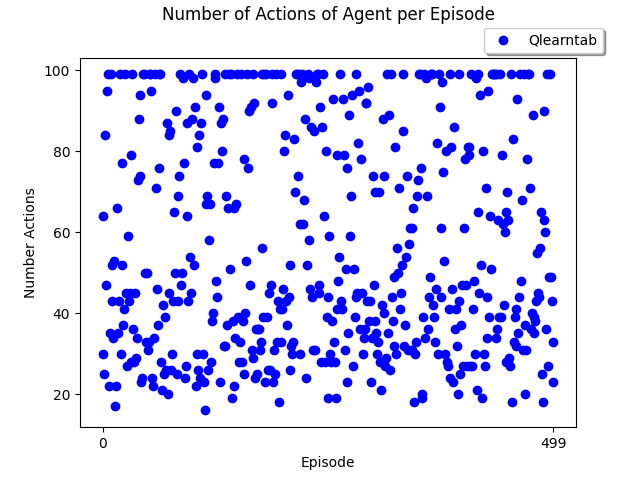 Number of Actions of Agent per Episode
Qlearntab
100
80
60
40
20
Number Actions
0
499
Episode